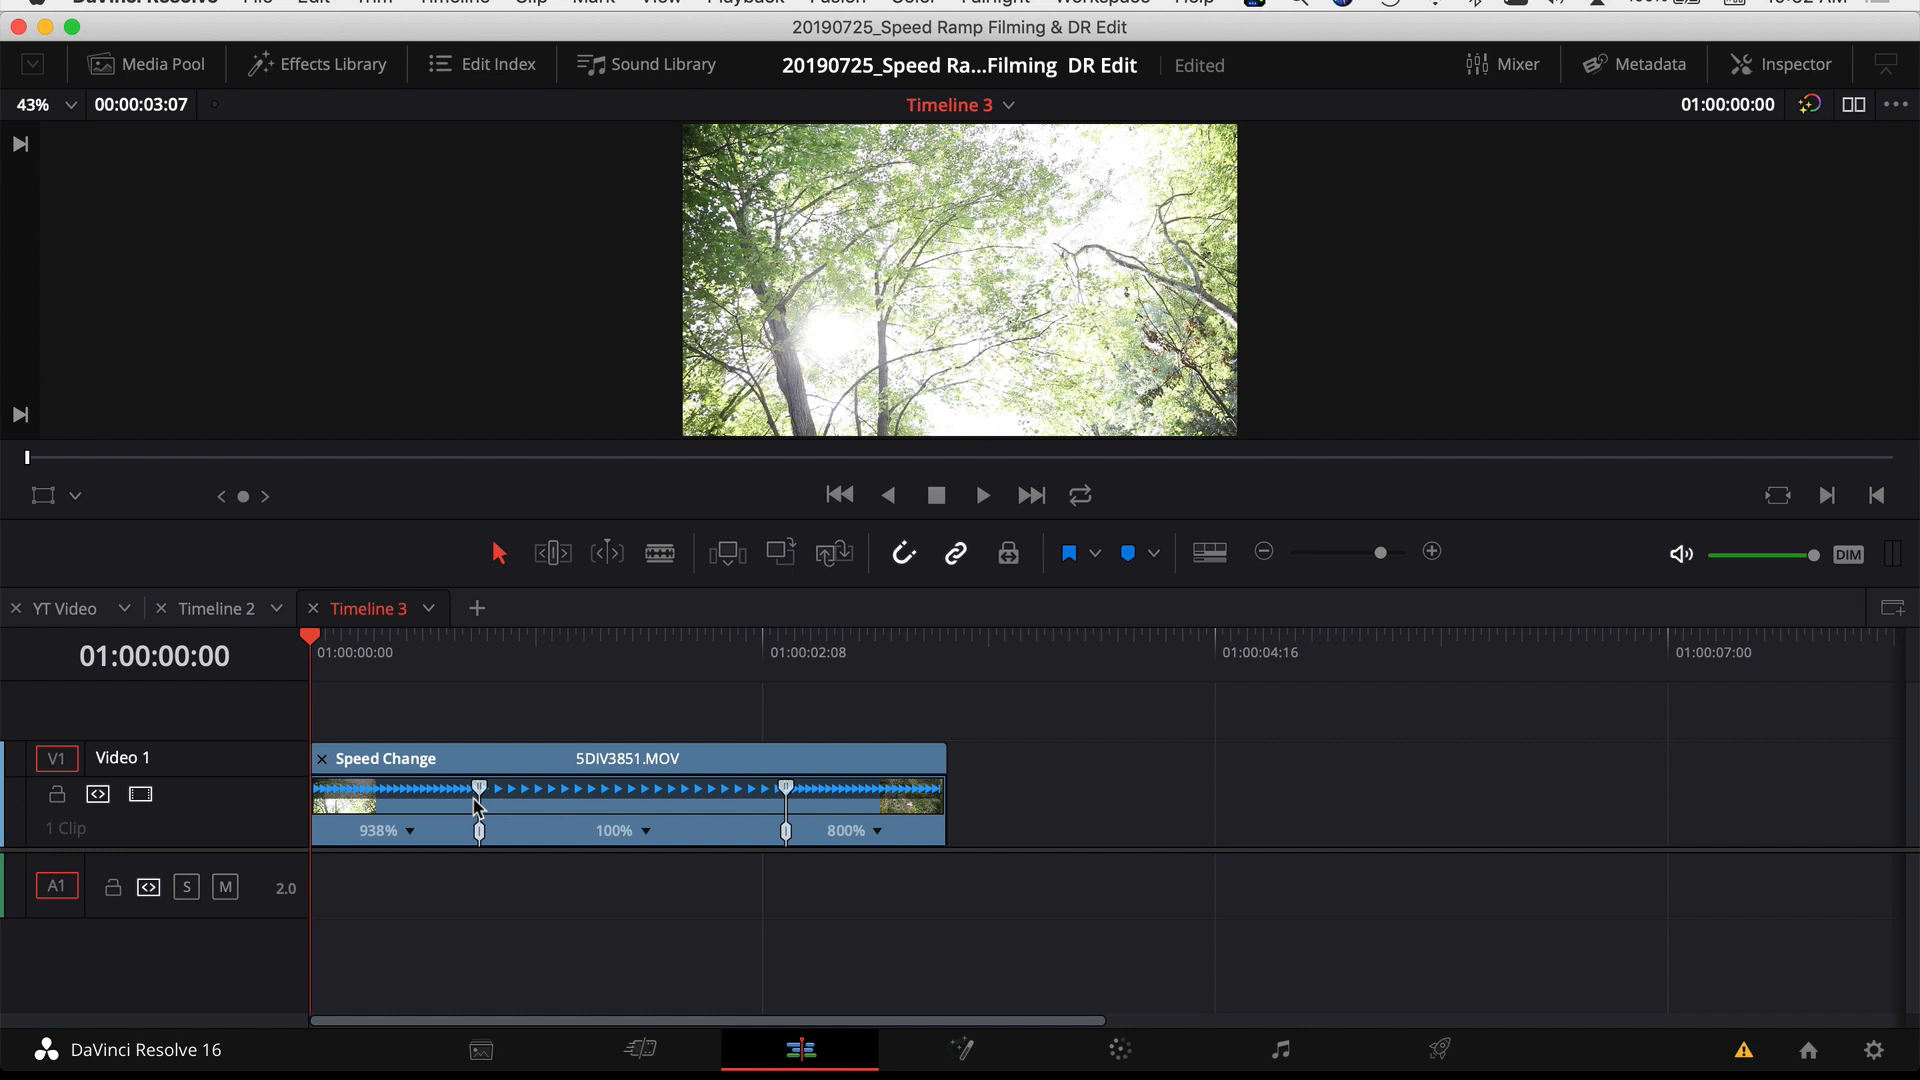 DaVinci Resolve File Edit Trim Timeline Clip Mark View Playback Fusion Color Fairlight Workspace Help
20190725_Speed Ramp Filming & DR Edit
Media Pool Effects Library Edit Index Sound Library 20190725_Speed Ra...Filming DR Edit Edited Mixer Metadata Inspector
43% 00:00:03:07 Timeline 3 01:00:00:00
DIM
YT Video Timeline 2 Timeline 3
01:00:00:00 01:00:00:00 01:00:02:08 01:00:04:16 01:00:07:00
V1 Video 1 Speed Change 5DIV3851.MOV
1 Clip 938% 100% 800%
A1 S M 2.0
DaVinci Resolve 16